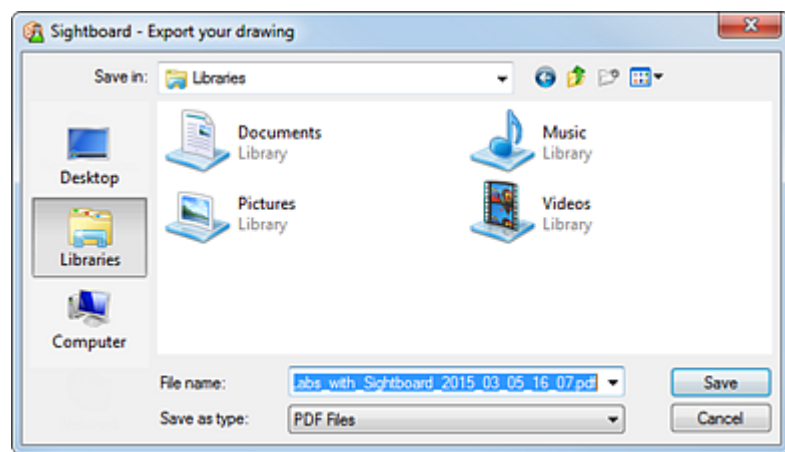 Sightboard - Export your drawing
Save in: Libraries
Desktop
Libraries
Computer
Documents
Library
Music
Library
Pictures
Library
Videos
Library
File name: .abs_with_Sightboard_2015_03_05_16_07.pdf Save
Save as type: PDF Files Cancel